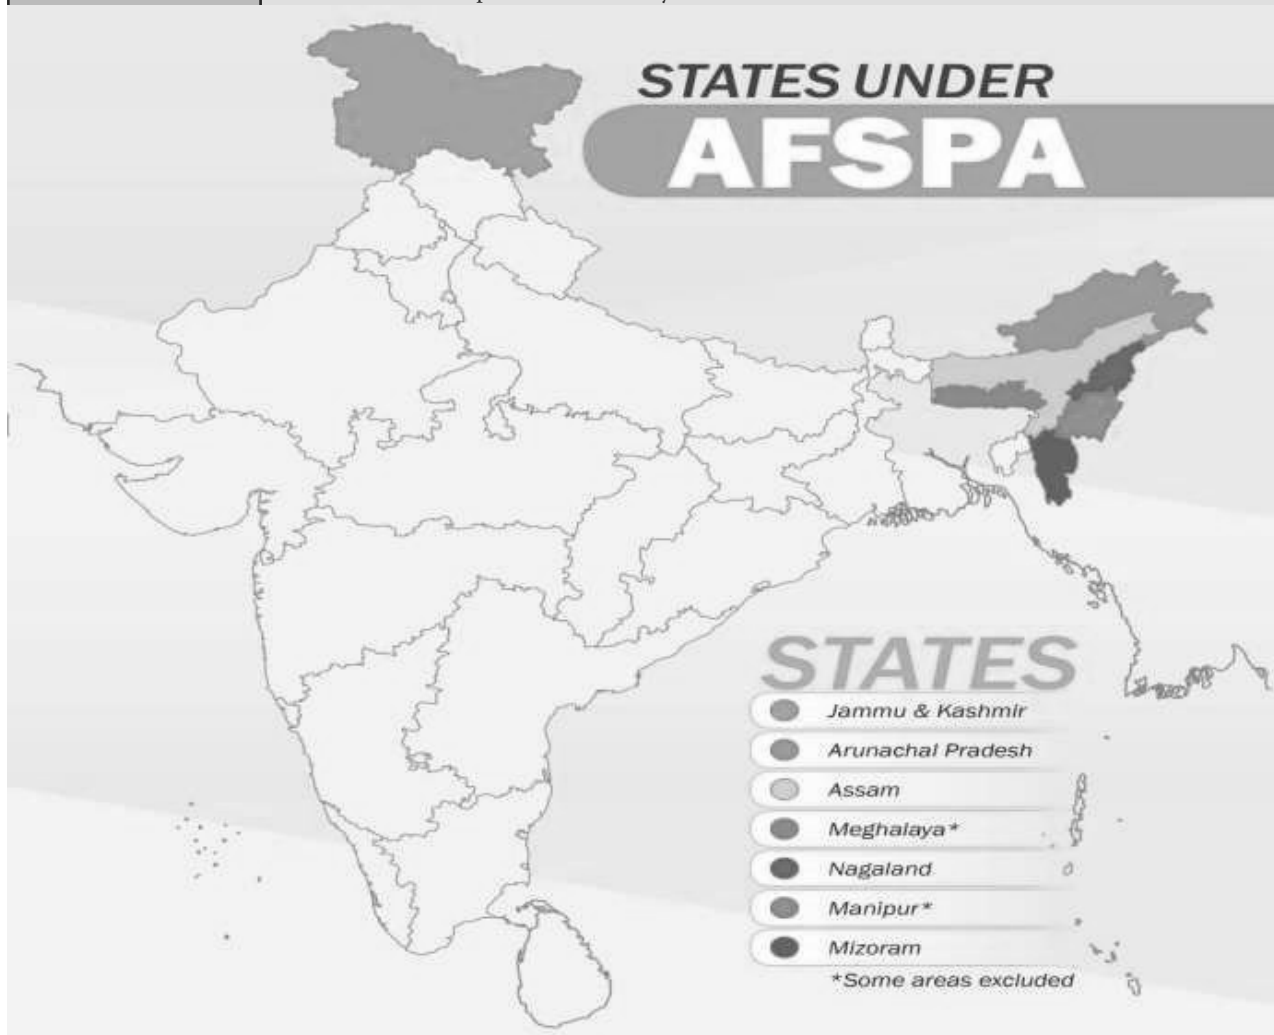 STATES UNDER
AFSPA
STATES
Jammu & Kashmir
Arunachal Pradesh
Assam
Meghalaya*
Nagaland
Manipur*
Mizoram
*Some areas excluded